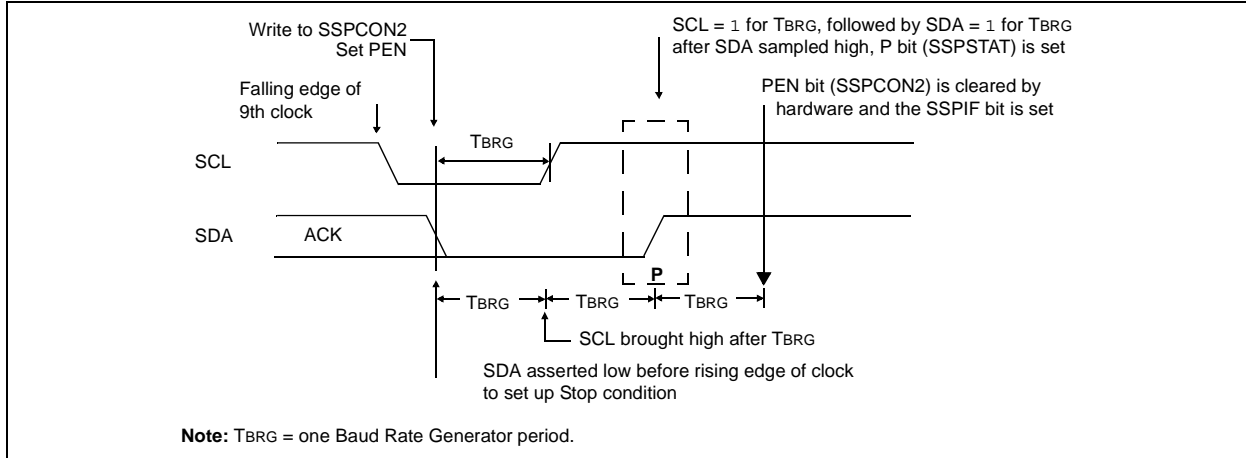 Write to SSPCON2
Set PEN
SCL = 1 for TBRG, followed by SDA = 1 for TBRG
after SDA sampled high, P bit (SSPSTAT) is set
Falling edge of
9th clock
PEN bit (SSPCON2) is cleared by
hardware and the SSPIF bit is set
TBRG
SCL
SDA
ACK
P
TBRG
TBRG
TBRG
SCL brought high after TBRG
SDA asserted low before rising edge of clock
to set up Stop condition
Note: TBRG = one Baud Rate Generator period.